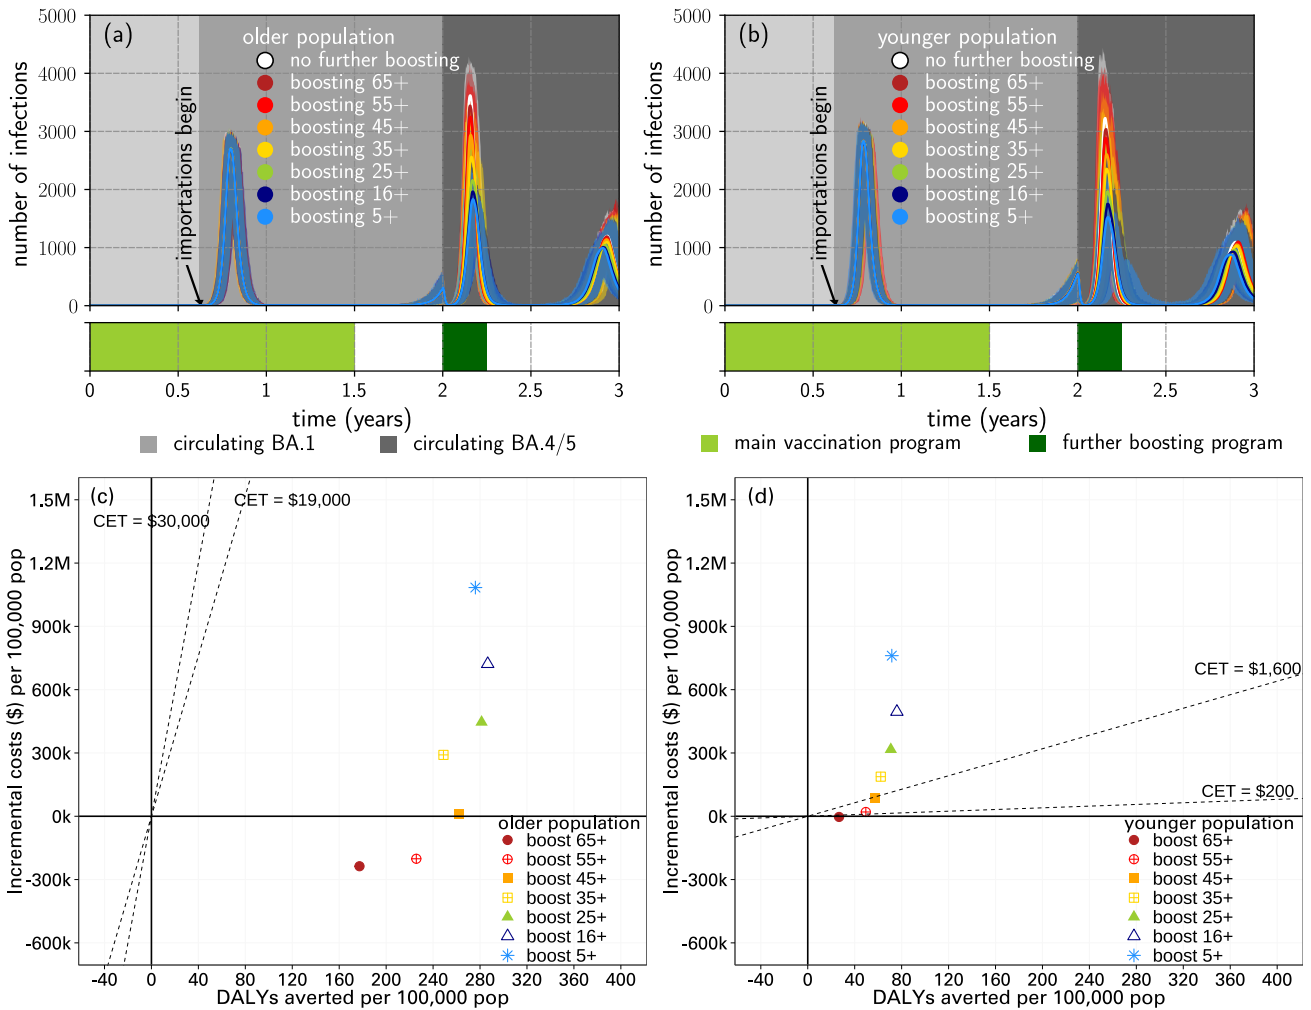 (a)
older population
no further boosting
boosting 65+
boosting 55+
boosting 45+
boosting 35+
boosting 25+
boosting 16+
boosting 5+
importations begin
number of infections
5000
4000
3000
2000
1000
0
0
0.5
1
1.5
2
2.5
3
time (years)
(b)
younger population
no further boosting
boosting 65+
boosting 55+
boosting 45+
boosting 35+
boosting 25+
boosting 16+
boosting 5+
importations begin
number of infections
5000
4000
3000
2000
1000
0
0
0.5
1
1.5
2
2.5
3
time (years)
circulating BA.1
circulating BA.4/5
main vaccination program
further boosting program
(c)
CET = $30,000
CET = $19,000
Incremental costs ($) per 100,000 pop
1.5M
1.2M
900k
600k
300k
0k
-300k
-600k
older population
boost 65+
boost 55+
boost 45+
boost 35+
boost 25+
boost 16+
boost 5+
-40
0
40
80
120
160
200
240
280
320
360
400
DALYs averted per 100,000 pop
(d)
CET = $1,600
CET = $200
Incremental costs ($) per 100,000 pop
1.5M
1.2M
900k
600k
300k
0k
-300k
-600k
younger population
boost 65+
boost 55+
boost 45+
boost 35+
boost 25+
boost 16+
boost 5+
-40
0
40
80
120
160
200
240
280
320
360
400
DALYs averted per 100,000 pop